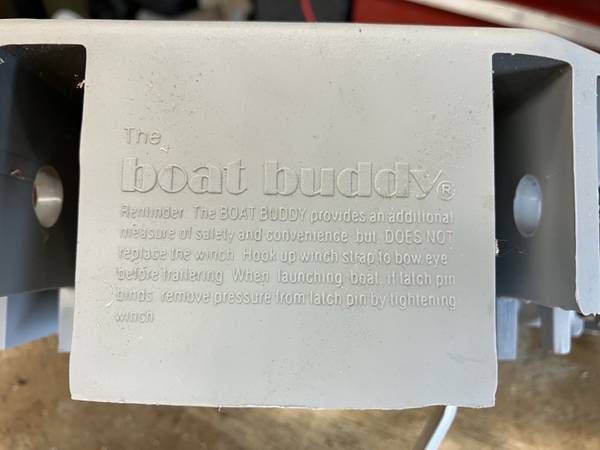 The
boat buddy®
Reminder The BOAT BUDDY provides an additional
measure of safety and convenience but DOES NOT
replace the winch. Hook up winch strap to bow eye
before trailering When launching boat, if latch pin
binds, remove pressure from latch pin by tightening
winch